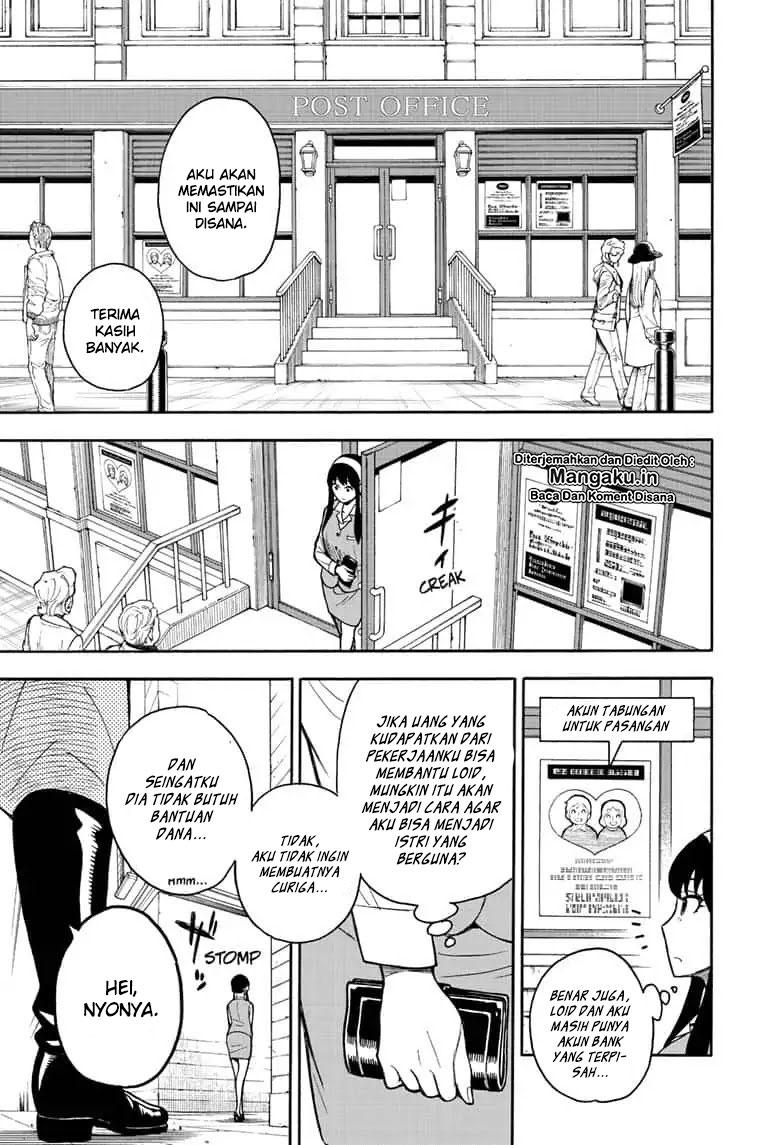 POST OFFICE
AKU AKAN
MEMASTIKAN
INI SAMPAI
DISANA.
TERIMA
KASIH
BANYAK.
Diterjemahkan dan Diedit Oleh :
Mangaku.in
Baca Dan Koment Disana
キィ
CREAK
AKUN TABUNGAN
UNTUK PASANGAN
BENAR JUGA,
LOID DAN AKU
MASIH PUNYA
AKUN BANK
YANG TERPI-
SAH...
JIKA UANG YANG
KUDAPATKAN DARI
PEKERJAANKU BISA
MEMBANTU LOID,
MUNGKIN ITU AKAN
MENJADI CARA AGAR
AKU BISA MENJADI
ISTRI YANG
BERGUNA?
TIDAK,
AKU TIDAK INGIN
MEMBUATNYA
CURIGA...
DAN
SEINGATKU
DIA TIDAK BUTUH
BANTUAN
DANA...
HMM...
STOMP
HEI,
NYONYA.